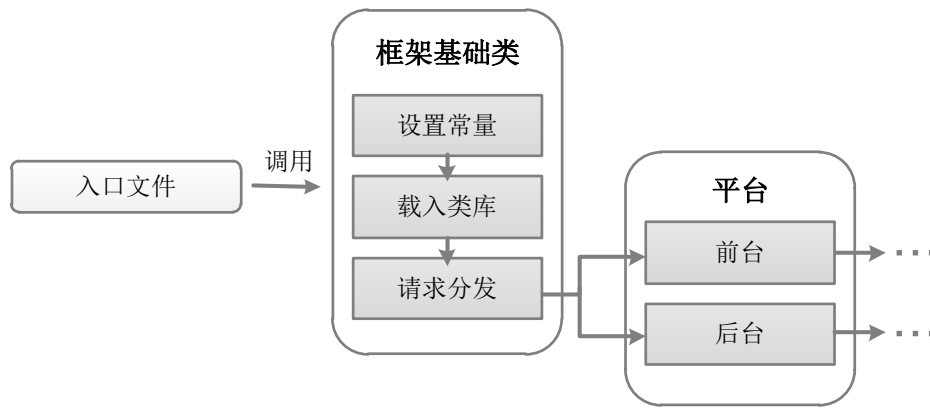 框架基础类
设置常量
调用
入口文件
载入类库
请求分发
平台
前台
后台